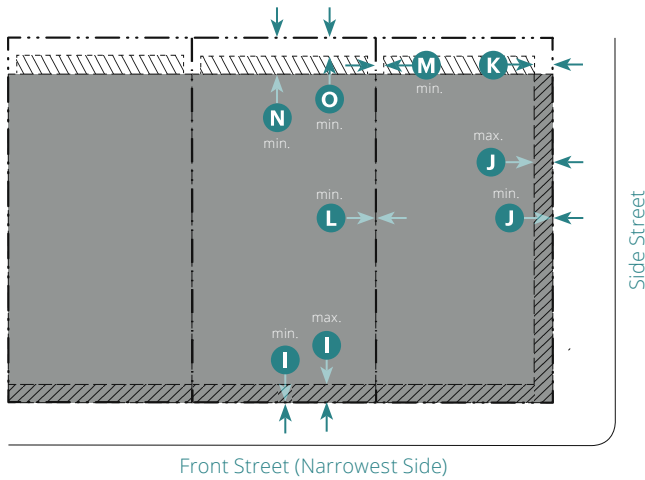 M
K
N
O
min.
min.
min.
max.
J
min.
L
min.
J
min.
I
max.
I
Side Street
Front Street (Narrowest Side)